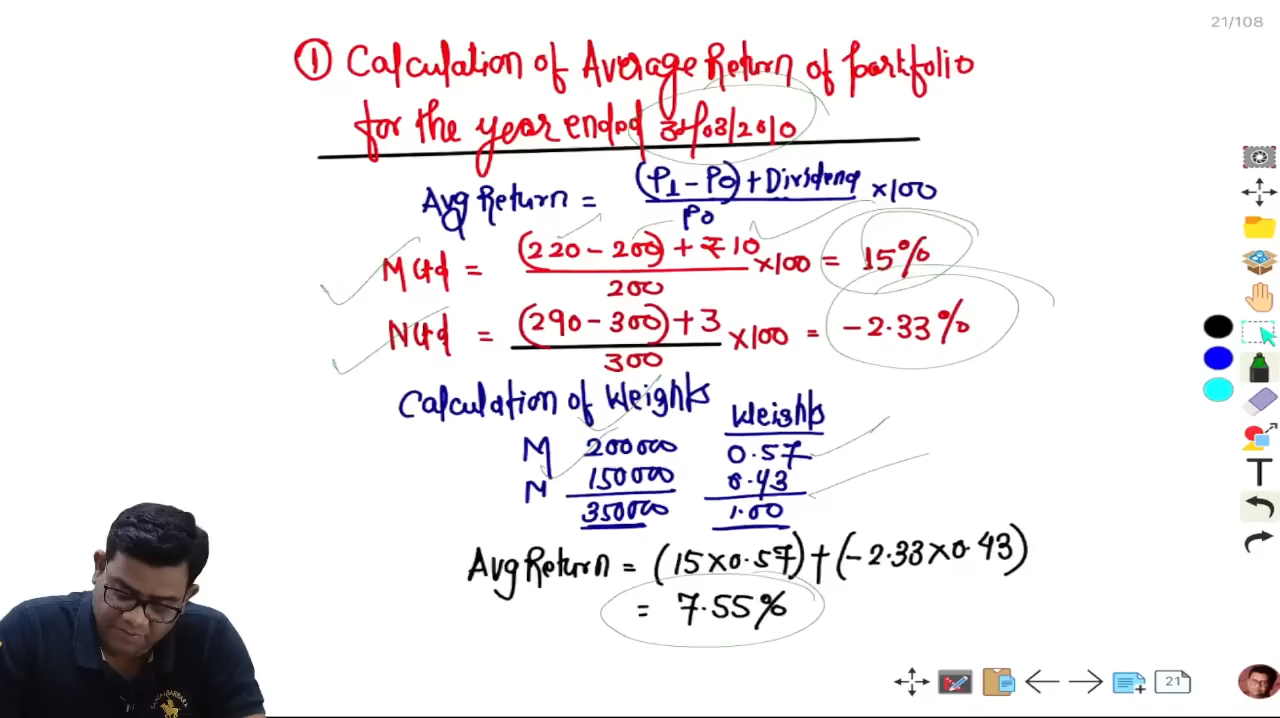 21/108
① Calculation of Average Return of portfolio
for the year ended 31/03/2010
Avg Return = (P1 - P0) + Dividend / P0 ×100
M Ltd = (220 - 200) + ₹10 / 200 ×100 = 15%
N Ltd = (290 - 300) + 3 / 300 ×100 = -2.33%
Calculation of Weights
Weights
M 200000 0.57
N 150000 0.43
350000 1.00
Avg Return = (15×0.57) + (-2.33×0.43)
= 7.55%
T
21